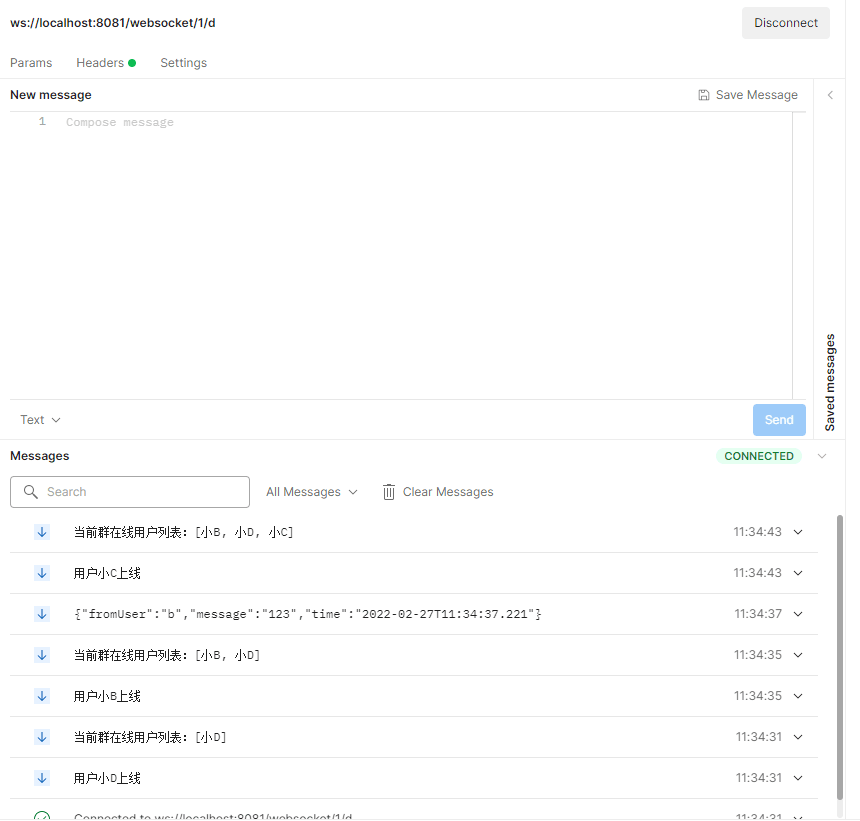 ws://localhost:8081/websocket/1/d
Disconnect
Params Headers Settings
New message
Save Message
1 Compose message
Saved messages
Text
Send
Messages
CONNECTED
Search
All Messages
Clear Messages
当前群在线用户列表: [小B, 小D, 小C] 11:34:43
用户小C上线 11:34:43
{"fromUser":"b","message":"123","time":"2022-02-27T11:34:37.221"} 11:34:37
当前群在线用户列表: [小B, 小D] 11:34:35
用户小B上线 11:34:35
当前群在线用户列表: [小D] 11:34:31
用户小D上线 11:34:31
Connected to ws://localhost:8081/websocket/1/d 11:34:31